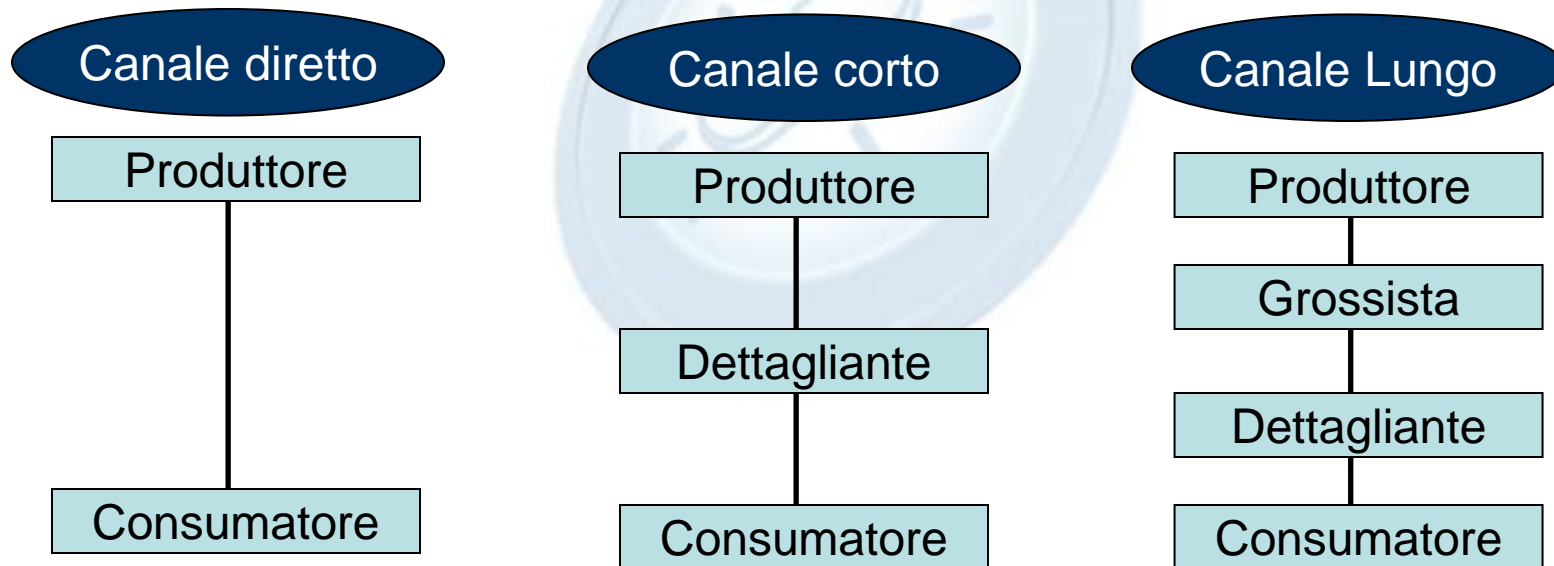 Canale diretto
Produttore
Consumatore
Canale corto
Produttore
Dettagliante
Consumatore
Canale Lungo
Produttore
Grossista
Dettagliante
Consumatore